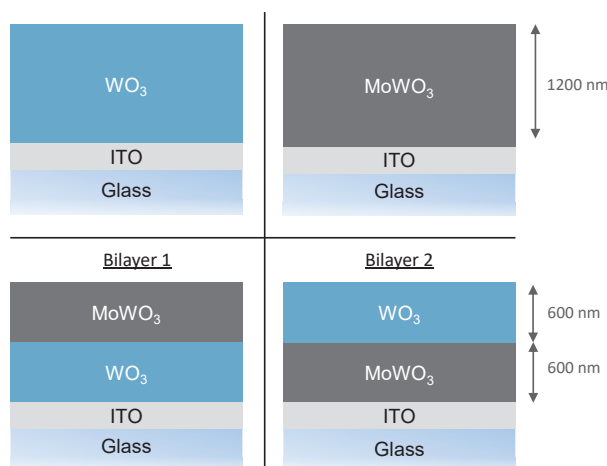 WO₃
MoWO₃
1200 nm
ITO
ITO
Glass
Glass
Bilayer 1
Bilayer 2
MoWO₃
WO₃
600 nm
WO₃
MoWO₃
600 nm
ITO
ITO
Glass
Glass